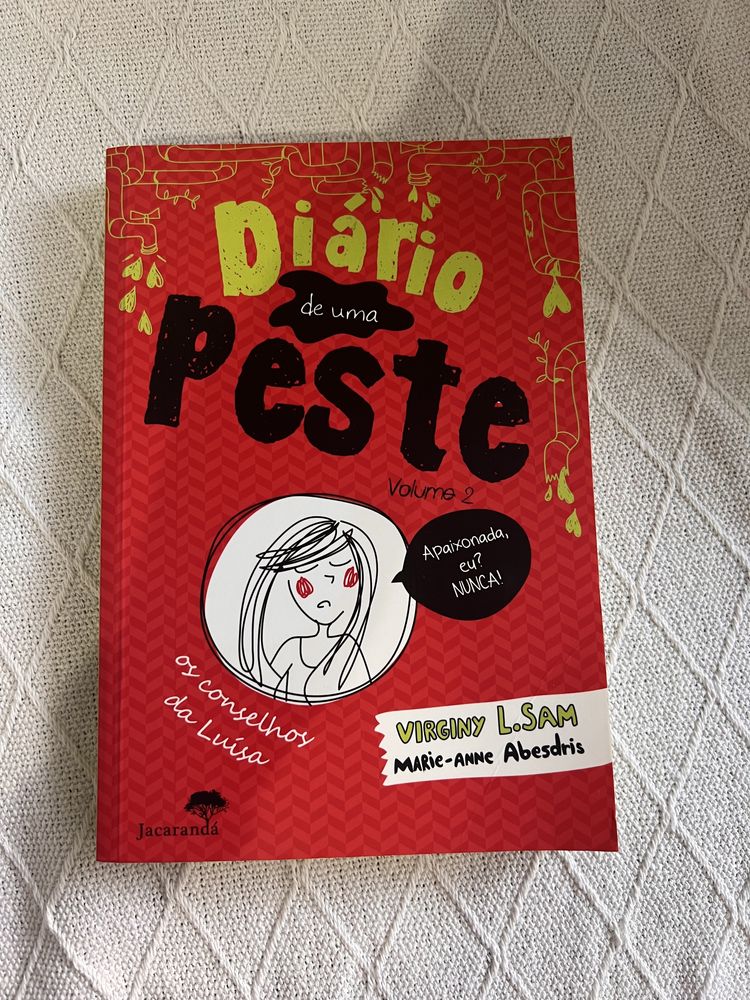 Diário
de uma
Peste
Volume 2
Apaixonada,
eu?
NUNCA!
os conselhos
da Luísa
VIRGINY L.SAM
MARIE-ANNE Abesdris
Jacarandá